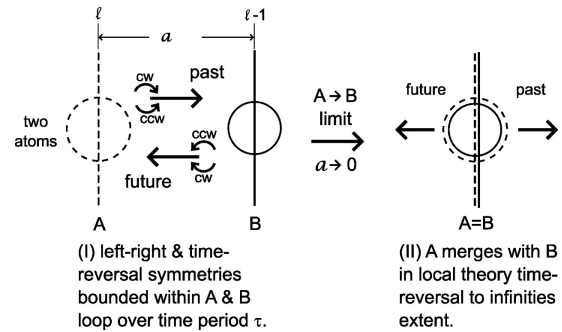 ℓ
ℓ-1
a
cw
past
ccw
two
atoms
ccw
cw
future
A
B
A→B
limit
a→0
future
past
A=B
(I) left-right & time-
reversal symmetries
bounded within A & B
loop over time period τ.
(II) A merges with B
in local theory time-
reversal to infinities
extent.